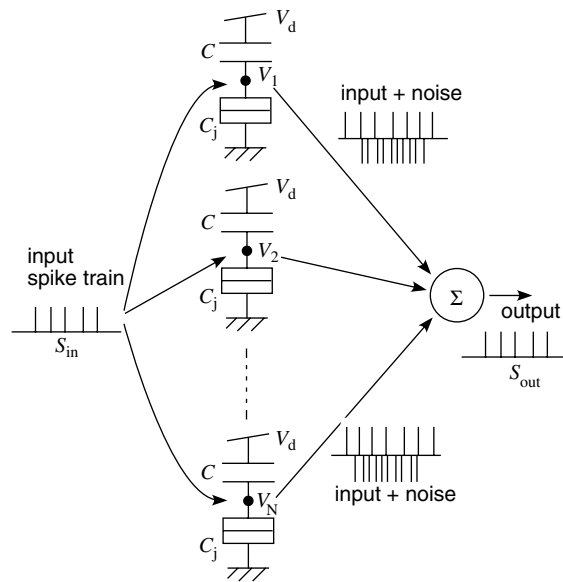 V_d
C
V_1
C_j
input + noise
V_d
C
V_2
C_j
input
spike train
S_in
Σ
output
S_out
V_d
C
V_N
C_j
input + noise